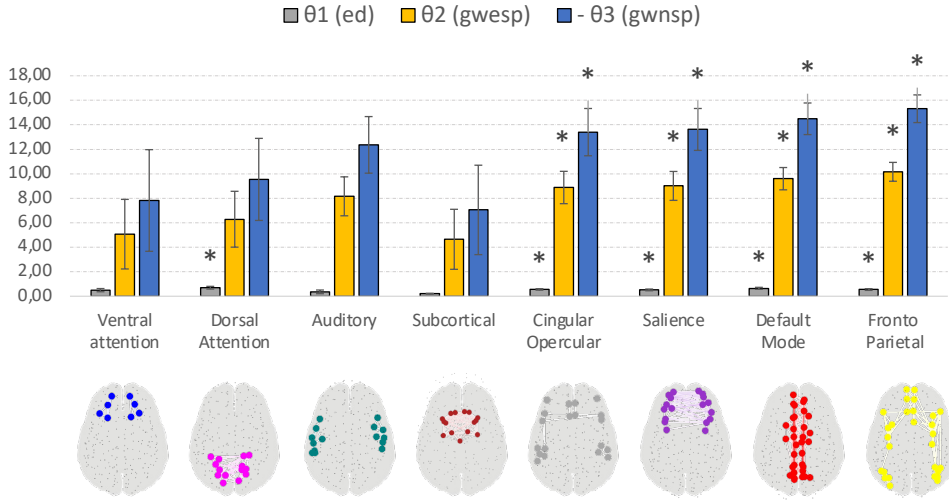 θ1 (ed) θ2 (gwesp) - θ3 (gwnsp)
18,00
16,00
14,00
12,00
10,00
8,00
6,00
4,00
2,00
0,00
* * * *
* * * *
* * * * *
Ventral attention
Dorsal Attention
Auditory
Subcortical
Cingular Opercular
Salience
Default Mode
Fronto Parietal